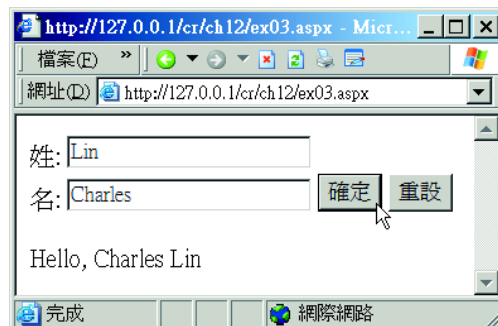 http://127.0.0.1/cr/ch12/ex03.aspx - Micr...
檔案(F) »
網址(D) http://127.0.0.1/cr/ch12/ex03.aspx
姓: Lin
名: Charles 確定 重設
Hello, Charles Lin
完成 網際網路